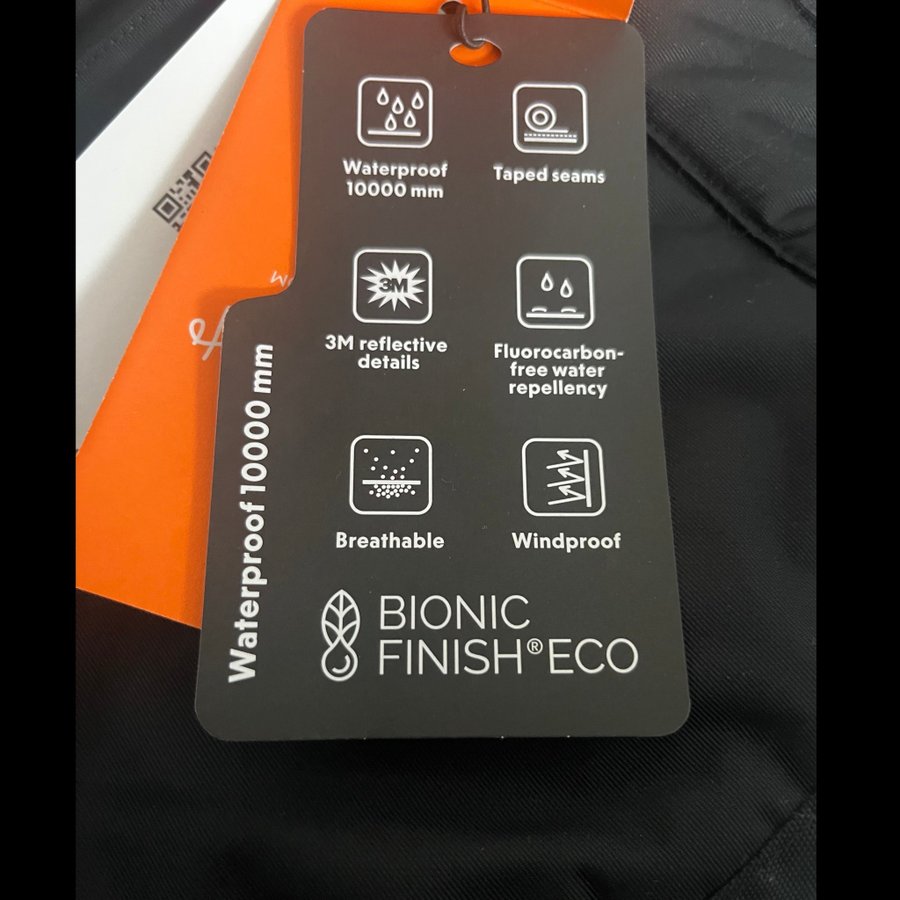 Waterproof
10000 mm
Taped seams
3M
3M reflective
details
Fluorocarbon-
free water
repellency
Breathable
Windproof
Waterproof 10000 mm
BIONIC
FINISH® ECO